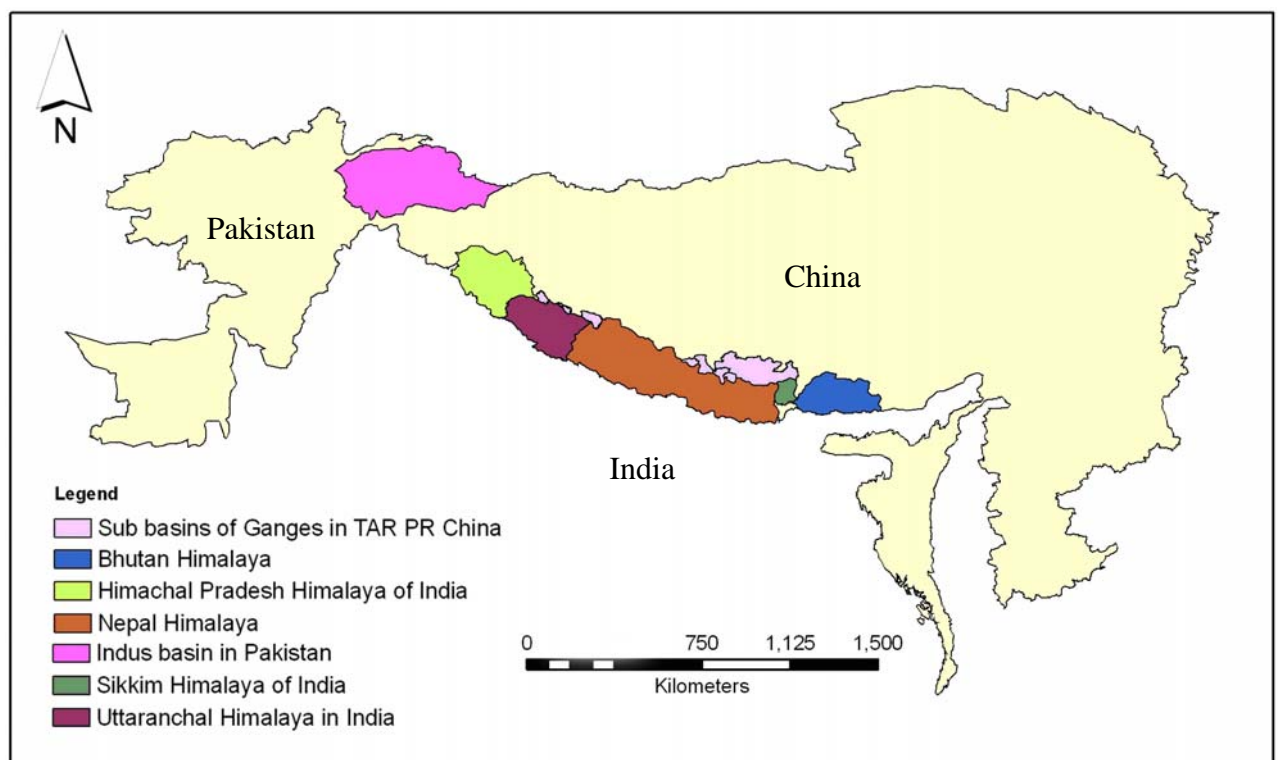 N
Pakistan
China
India
Legend
Sub basins of Ganges in TAR PR China
Bhutan Himalaya
Himachal Pradesh Himalaya of India
Nepal Himalaya
Indus basin in Pakistan
Sikkim Himalaya of India
Uttaranchal Himalaya in India
0 750 1,125 1,500
Kilometers